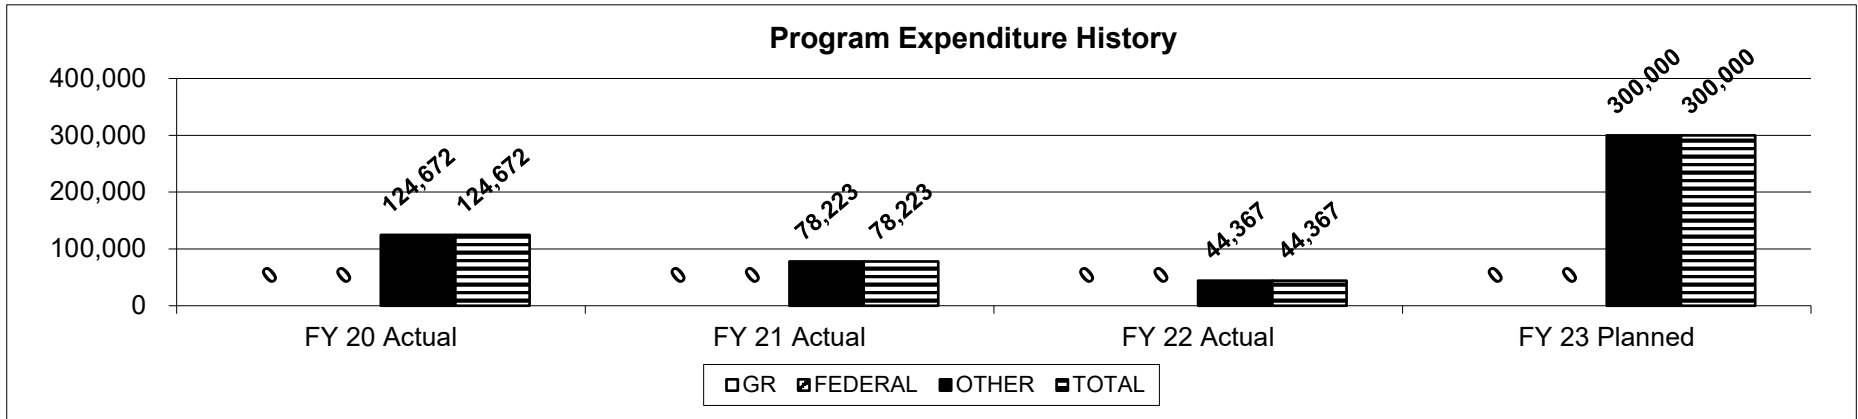 Program Expenditure History
400,000
300,000
200,000
100,000
0
0 0 124,672 124,672
0 0 78,223 78,223
0 0 44,367 44,367
0 0 300,000 300,000
FY 20 Actual FY 21 Actual FY 22 Actual FY 23 Planned
GR FEDERAL OTHER TOTAL